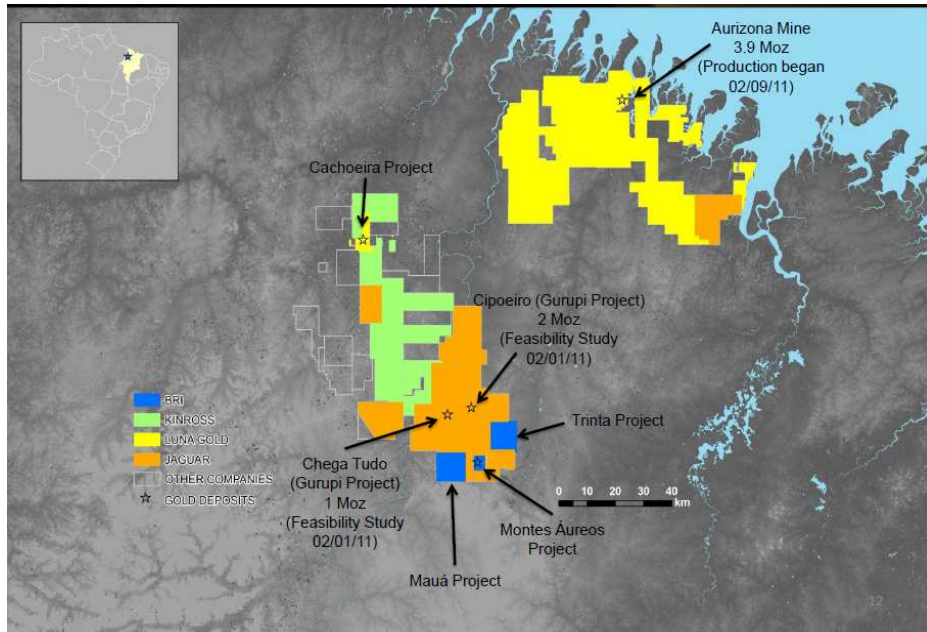 Aurizona Mine
3.9 Moz
(Production began
02/09/11)
Cachoeira Project
Cipoeiro (Gurupi Project)
2 Moz
(Feasibility Study
02/01/11)
BRI
KINROSS
LUNA GOLD
JAGUAR
OTHER COMPANIES
GOLD DEPOSITS
Trinta Project
Chega Tudo
(Gurupi Project)
1 Moz
(Feasibility Study
02/01/11)
0 10 20 30 40
km
Montes Áureos
Project
Mauá Project
12